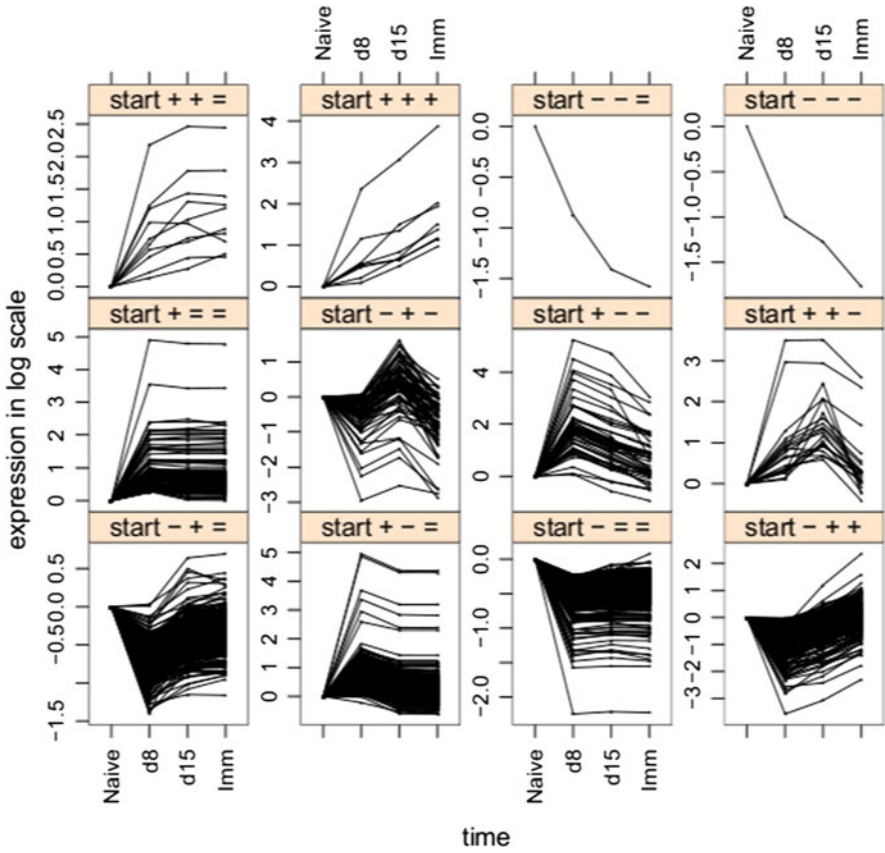 Naive d8 d15 Imm Naive d8 d15 Imm
start + + = start + + + start − − = start − − −
0.0 0.5 1.0 1.5 2.0 2.5
0 1 2 3 4
−1.5 −1.0 −0.5 0.0
−1.5 −1.0 −0.5 0.0
start + = = start − + − start + − − start + + −
0 1 2 3 4 5
−3 −2 −1 0 1
0 2 4
0 1 2 3
start − + = start + − = start − = = start − + +
−1.5 −0.5 0.0 0.5
0 1 2 3 4 5
−2.0 −1.0 0.0
−3 −2 −1 0 1 2
Naive d8 d15 Imm Naive d8 d15 Imm
expression in log scale
time